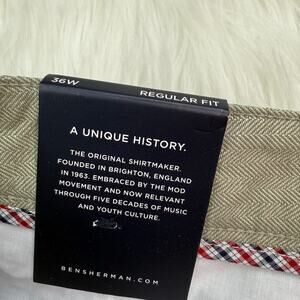 36W REGULAR FIT
A UNIQUE HISTORY.
THE ORIGINAL SHIRTMAKER.
FOUNDED IN BRIGHTON, ENGLAND
IN 1963. EMBRACED BY THE MOD
MOVEMENT AND NOW RELEVANT
THROUGH FIVE DECADES OF MUSIC
AND YOUTH CULTURE.
BENSHERMAN.COM